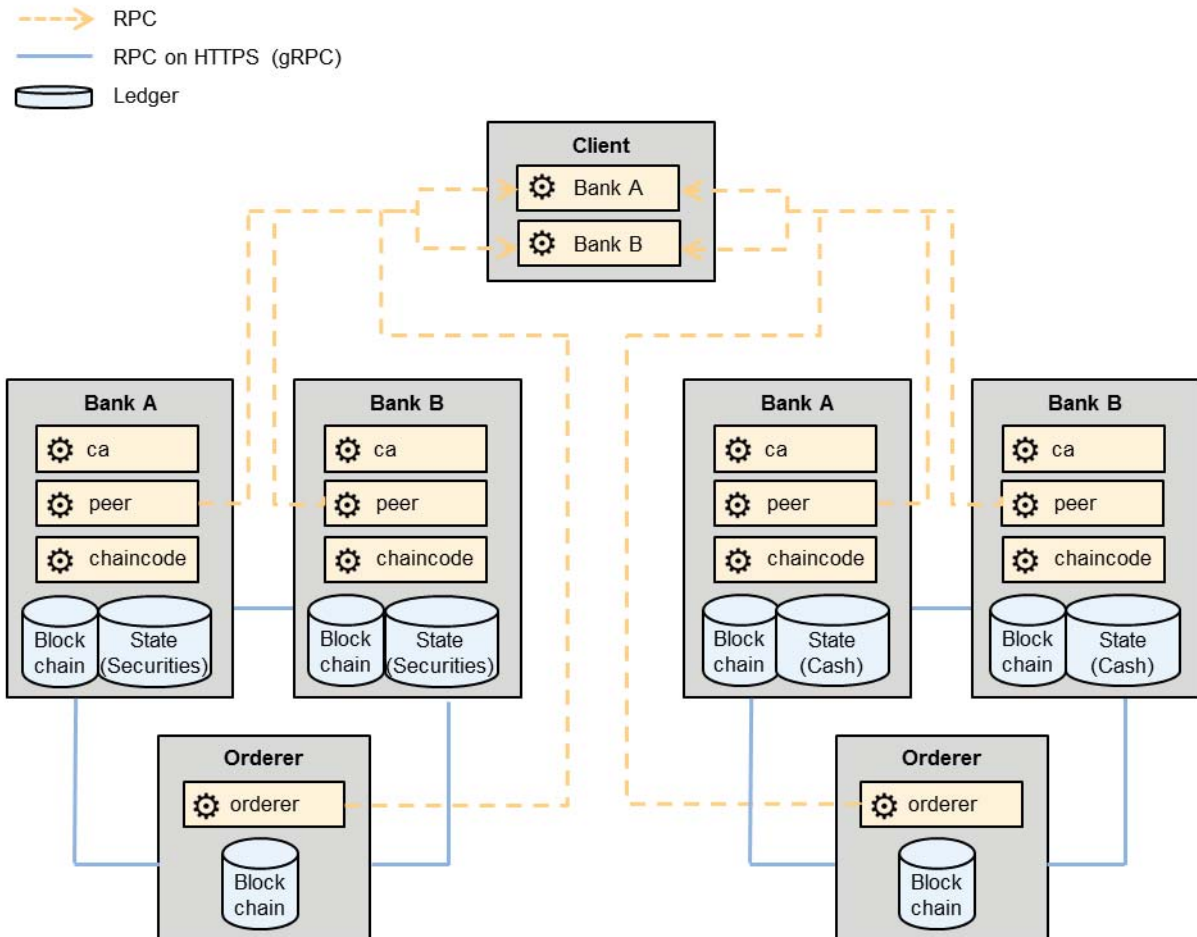 RPC
RPC on HTTPS (gRPC)
Ledger
Client
Bank A
Bank B
Bank A
ca
peer
chaincode
Block
chain
State
(Securities)
Bank B
ca
peer
chaincode
Block
chain
State
(Securities)
Bank A
ca
peer
chaincode
Block
chain
State
(Cash)
Bank B
ca
peer
chaincode
Block
chain
State
(Cash)
Orderer
orderer
Block
chain
Orderer
orderer
Block
chain